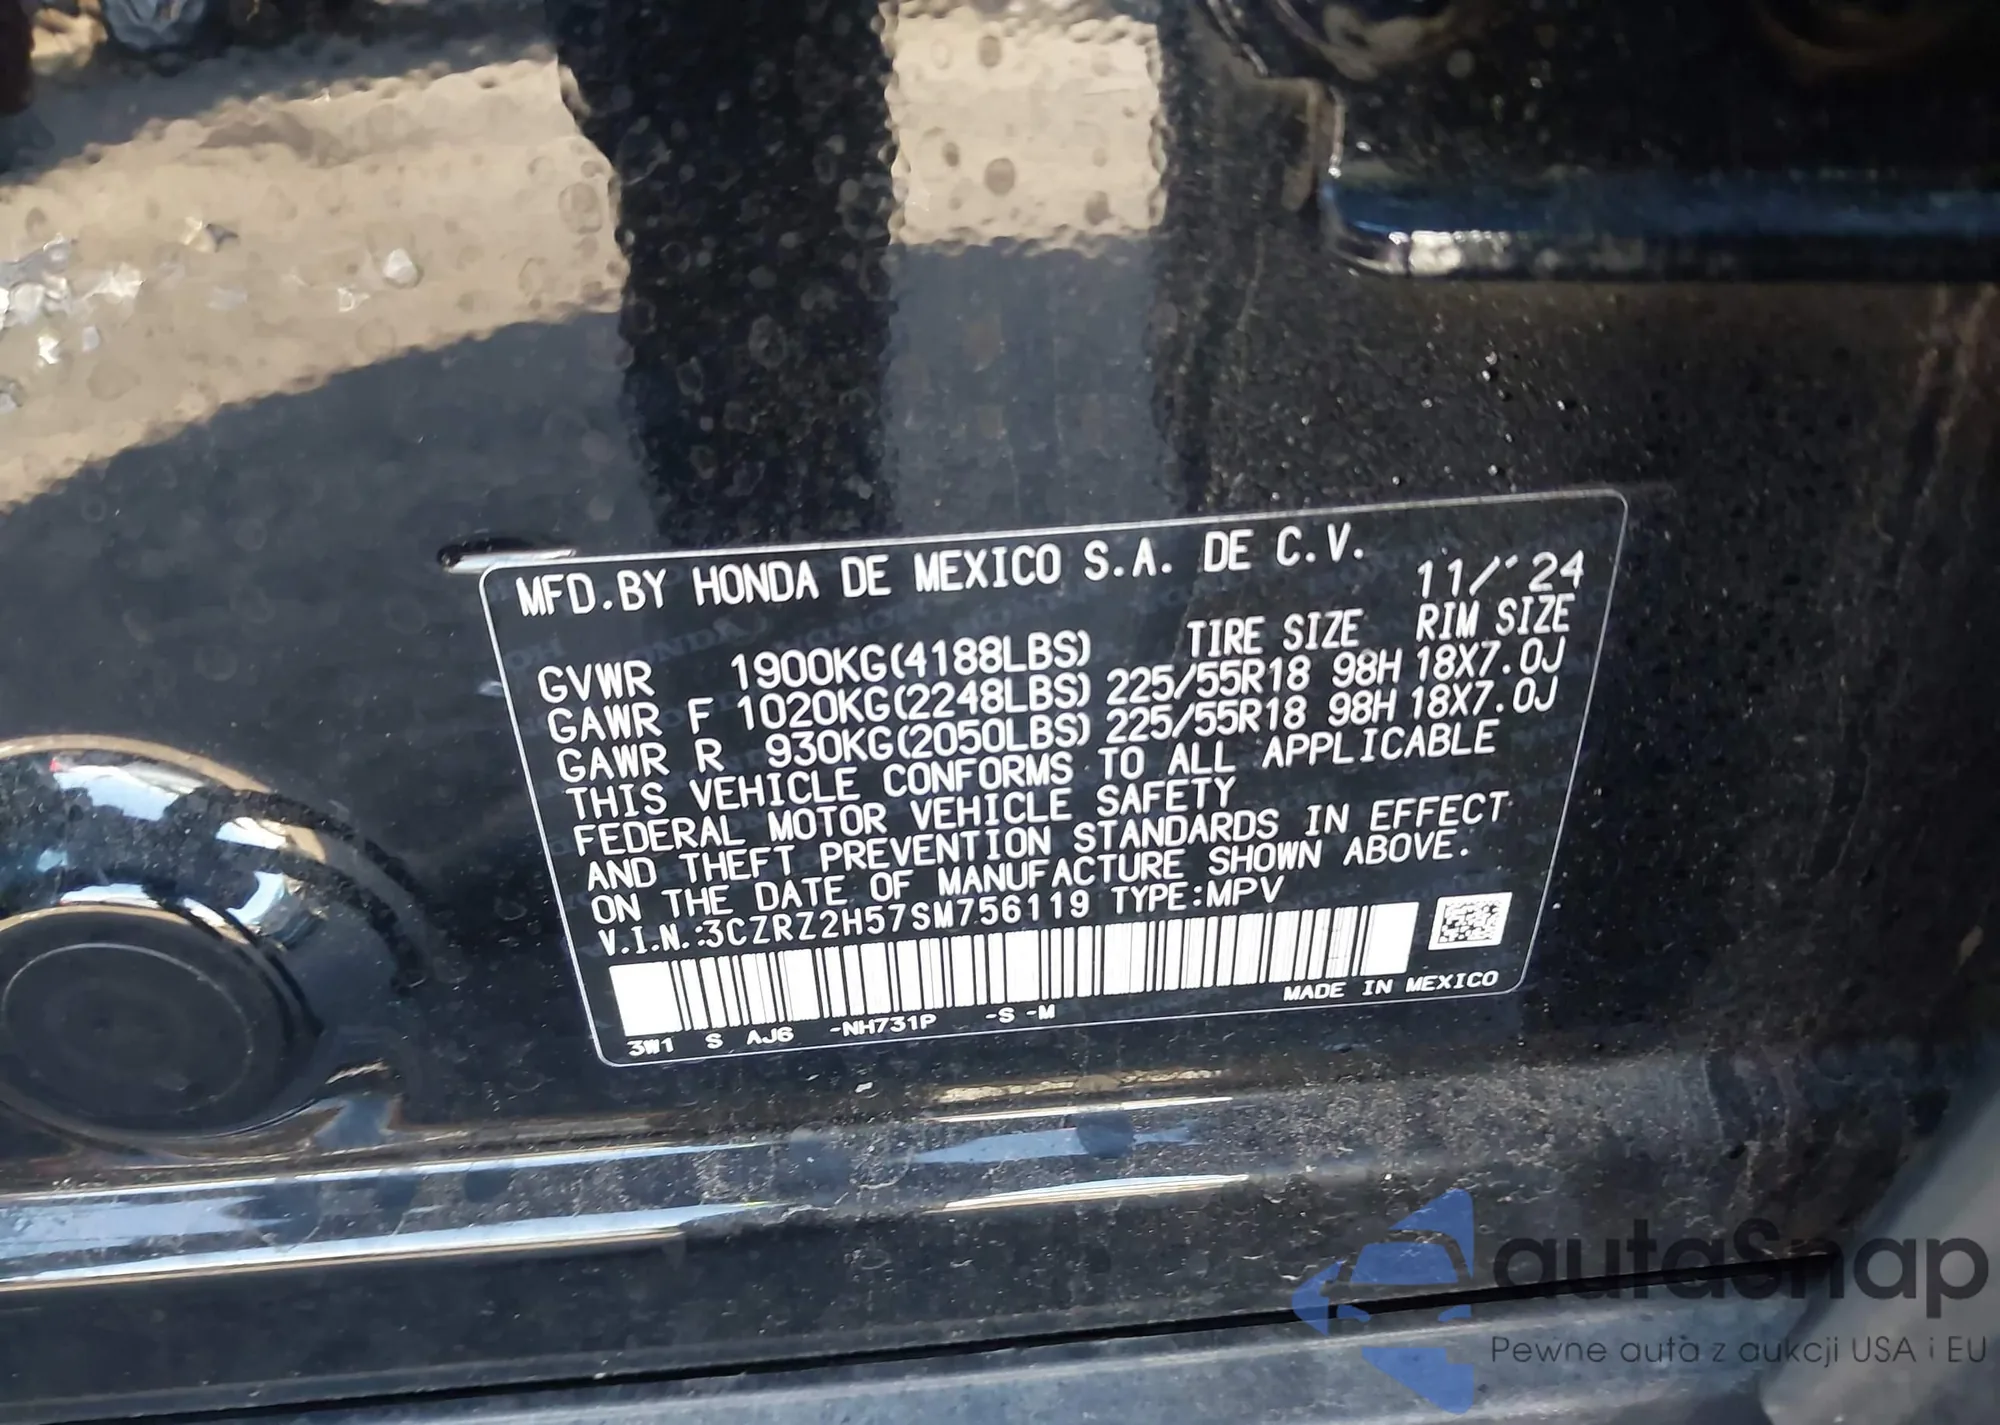 MFD.BY HONDA DE MEXICO S.A. DE C.V.
11/'24
TIRE SIZE RIM SIZE
GVWR 1900KG(4188LBS)
GAWR F 1020KG(2248LBS) 225/55R18 98H 18X7.0J
GAWR R 930KG(2050LBS) 225/55R18 98H 18X7.0J
THIS VEHICLE CONFORMS TO ALL APPLICABLE
FEDERAL MOTOR VEHICLE SAFETY
AND THEFT PREVENTION STANDARDS IN EFFECT
ON THE DATE OF MANUFACTURE SHOWN ABOVE.
V.I.N.:3CZRZ2H57SM756119 TYPE:MPV
MADE IN MEXICO
3W1 S AJ6 -NH731P -S -M
autoSnap
Pewne auta z aukcji USA i EU